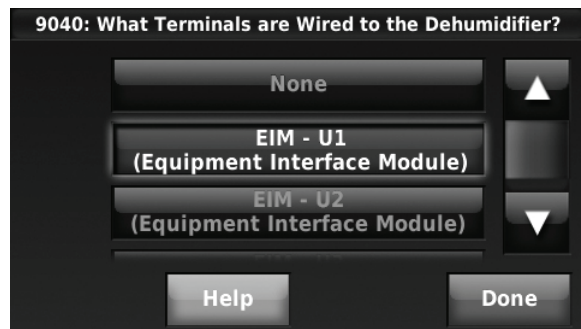 9040: What Terminals are Wired to the Dehumidifier?
None
EIM - U1
(Equipment Interface Module)
EIM - U2
(Equipment Interface Module)
Help
Done